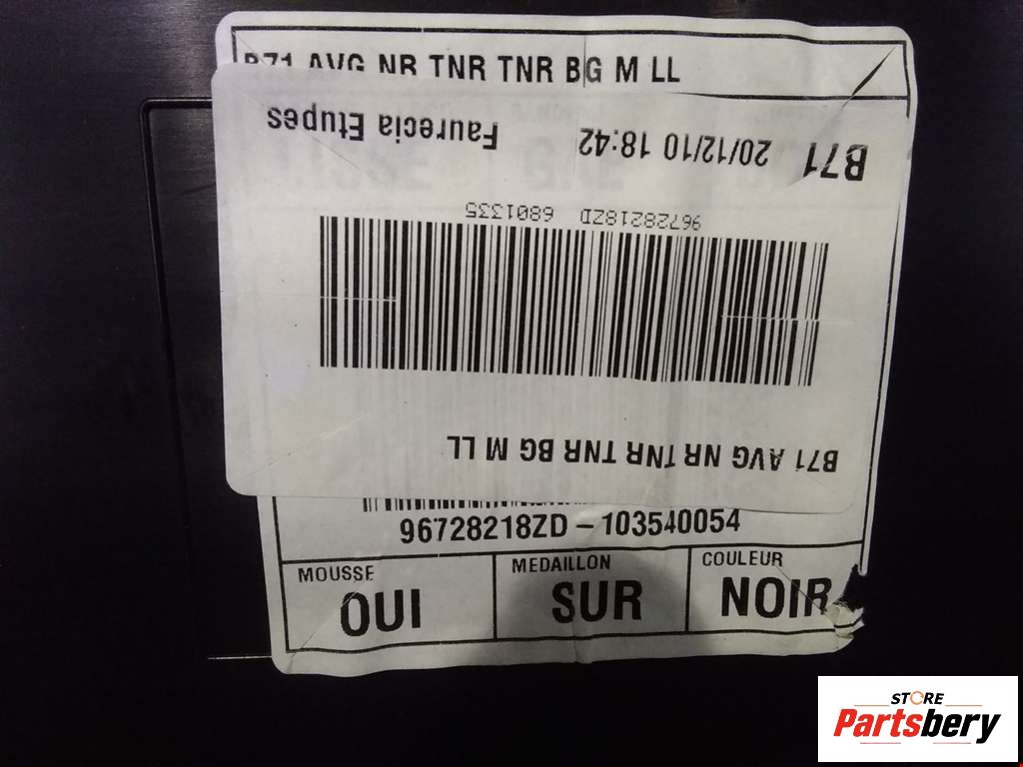 B71 AVG NR TNR TNR BG M LL
B71 20/12/10 18:42 Faurecia Etupes
96728218ZD 6801335
B71 AVG NR TNR TNR BG M LL
96728218ZD-103540054
MOUSSE
OUI
MEDAILLON
SUR
COULEUR
NOIR
STORE
Partsbery